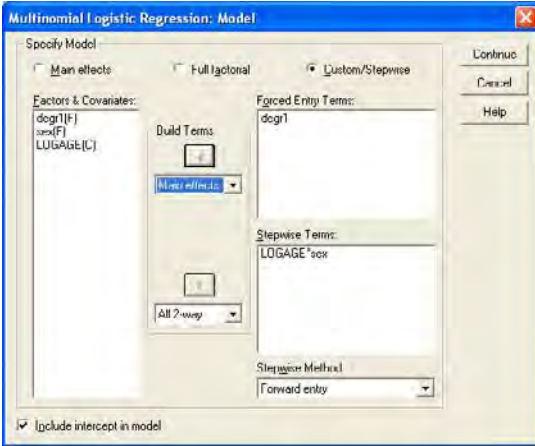 Multinomial Logistic Regression: Model
Specify Model
Main effects
Full factorial
Custom/Stepwise
Continue
Cancel
Help
Factors & Covariates:
degr1(F)
sex(F)
LOGAGE(C)
Build Terms
Main effects
All 2-way
Forced Entry Terms:
degr1
Stepwise Terms:
LOGAGE*sex
Stepwise Method
Forward entry
Include intercept in model